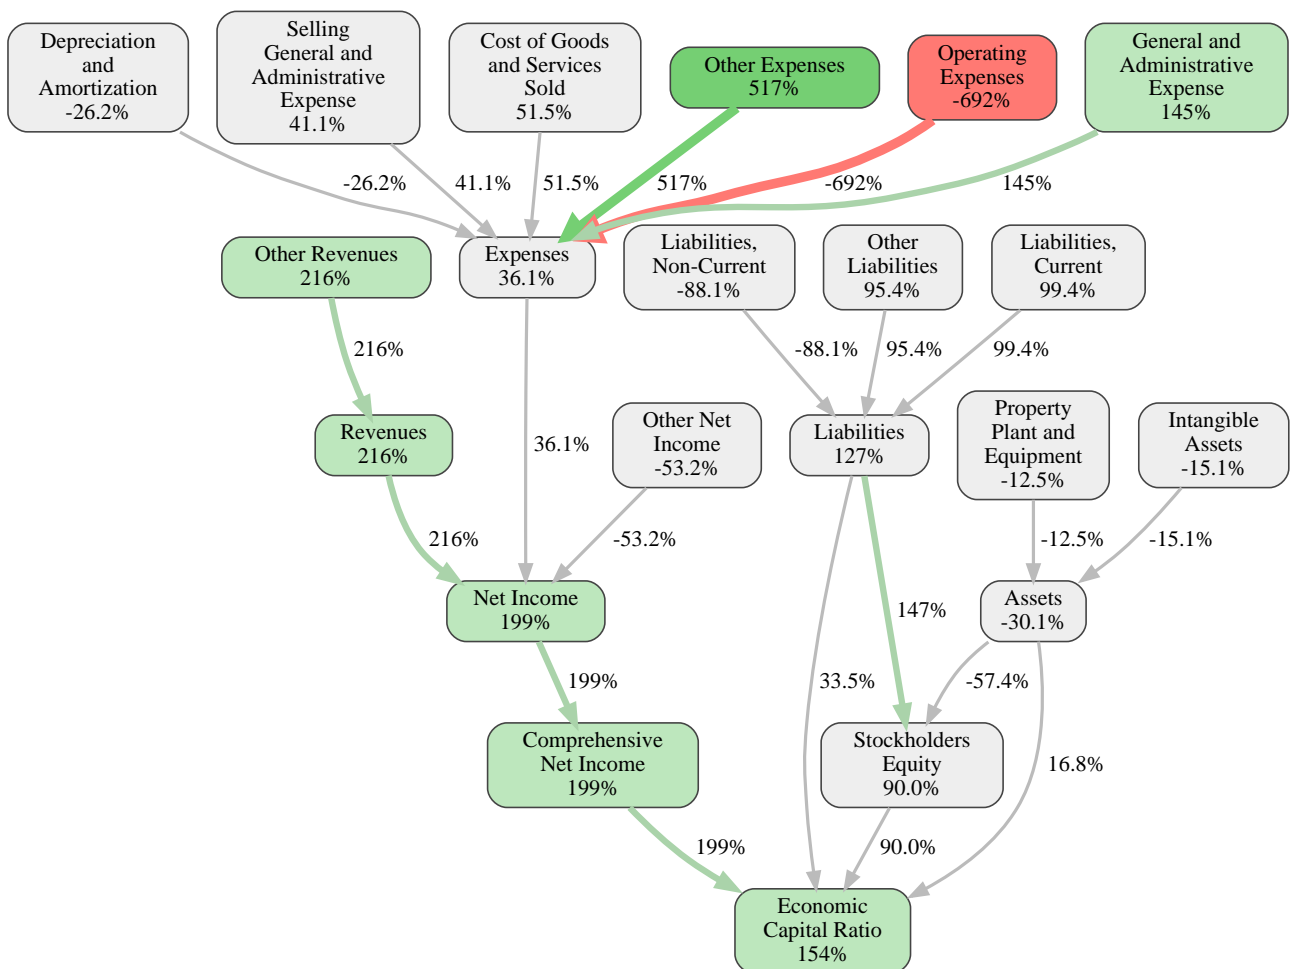 Depreciation
and
Amortization
-26.2%
Selling
General and
Administrative
Expense
41.1%
Cost of Goods
and Services
Sold
51.5%
Other Expenses
517%
Operating
Expenses
-692%
General and
Administrative
Expense
145%
-26.2%
41.1%
51.5%
517%
-692%
145%
Other Revenues
216%
Expenses
36.1%
Liabilities,
Non-Current
-88.1%
Other
Liabilities
95.4%
Liabilities,
Current
99.4%
216%
-88.1%
95.4%
99.4%
Revenues
216%
36.1%
Other Net
Income
-53.2%
Liabilities
127%
Property
Plant and
Equipment
-12.5%
Intangible
Assets
-15.1%
216%
-53.2%
-12.5%
-15.1%
Net Income
199%
147%
Assets
-30.1%
199%
33.5%
-57.4%
Comprehensive
Net Income
199%
Stockholders
Equity
90.0%
16.8%
199%
90.0%
Economic
Capital Ratio
154%